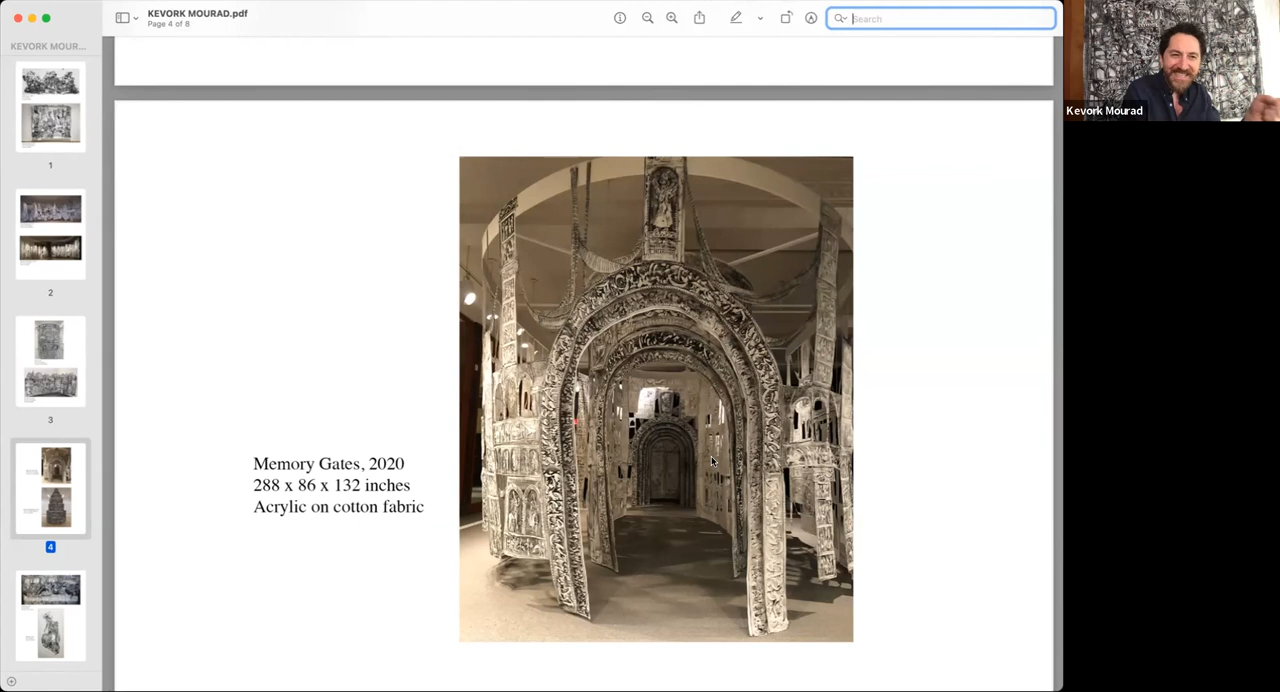 KEVORK MOURAD.pdf
Page 4 of 8
Search
KEVORK MOUR...
1
2
3
4
Memory Gates, 2020
288 x 86 x 132 inches
Acrylic on cotton fabric
Kevork Mourad